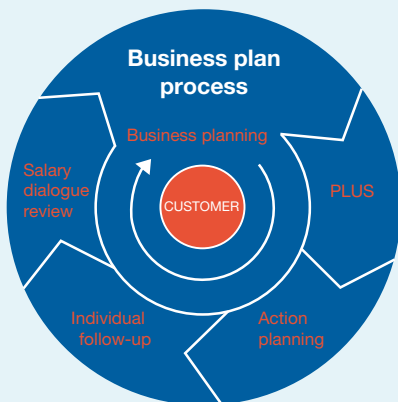 Business plan
process
Business planning
PLUS
Action
planning
Individual
follow-up
Salary
dialogue
review
CUSTOMER